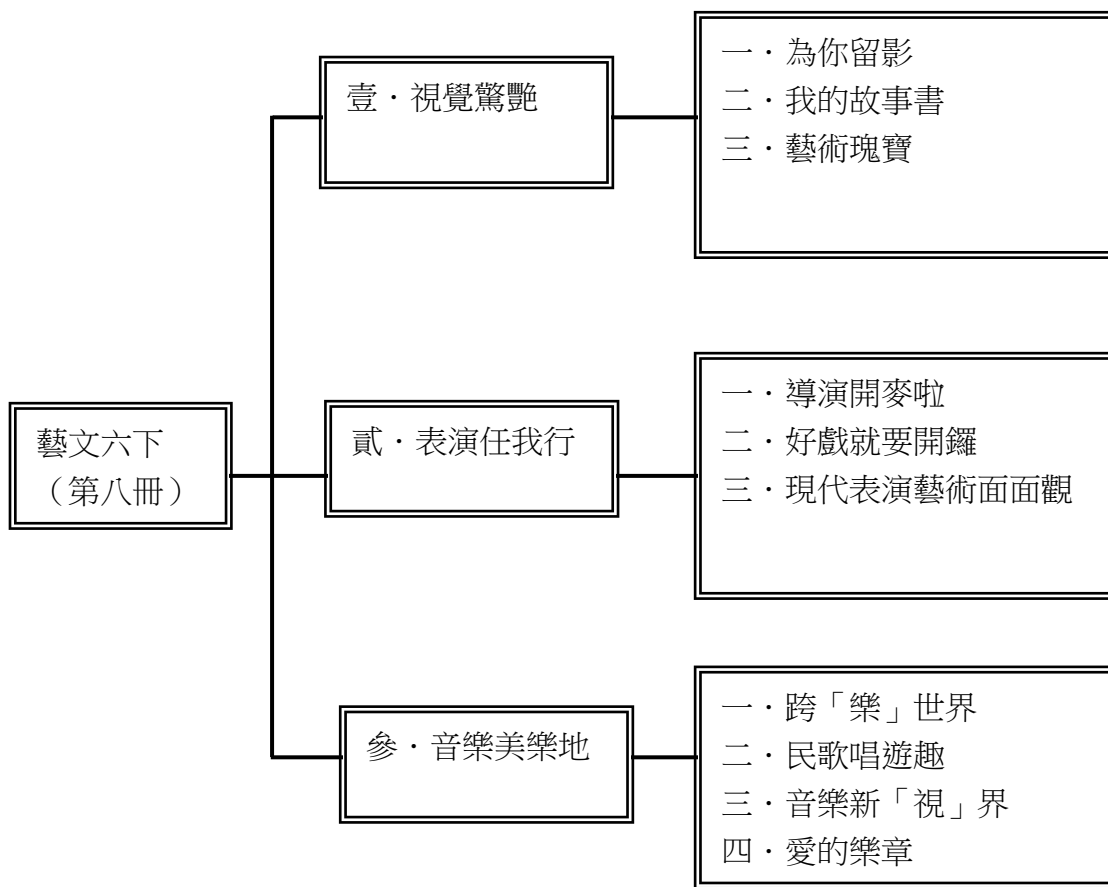 藝文六下
（第八冊）
壹．視覺驚艷
一．為你留影
二．我的故事書
三．藝術瑰寶
貳．表演任我行
一．導演開麥啦
二．好戲就要開鑼
三．現代表演藝術面面觀
參．音樂美樂地
一．跨「樂」世界
二．民歌唱遊趣
三．音樂新「視」界
四．愛的樂章